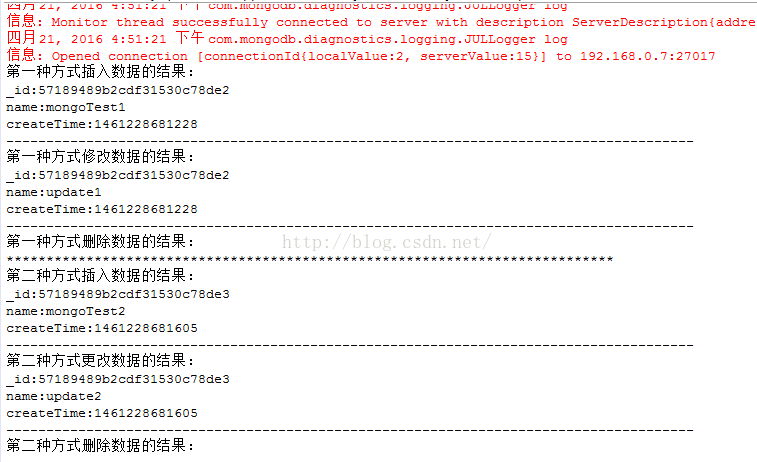 四月 21, 2016 4:51:21 下午 com.mongodb.diagnostics.logging.JULLogger log
信息: Monitor thread successfully connected to server with description ServerDescription{addre
四月 21, 2016 4:51:21 下午 com.mongodb.diagnostics.logging.JULLogger log
信息: Opened connection [connectionId{localValue:2, serverValue:15}] to 192.168.0.7:27017
第一种方式插入数据的结果:
_id:57189489b2cdf31530c78de2
name:mongoTest1
createTime:1461228681228
--------------------------------------------------------------------------------------
第一种方式修改数据的结果:
_id:57189489b2cdf31530c78de2
name:update1
createTime:1461228681228
--------------------------------------------------------------------------------------
第一种方式删除数据的结果:
http://blog.csdn.net/
****************************************************************************
第二种方式插入数据的结果:
_id:57189489b2cdf31530c78de3
name:mongoTest2
createTime:1461228681605
--------------------------------------------------------------------------------------
第二种方式更改数据的结果:
_id:57189489b2cdf31530c78de3
name:update2
createTime:1461228681605
--------------------------------------------------------------------------------------
第二种方式删除数据的结果: